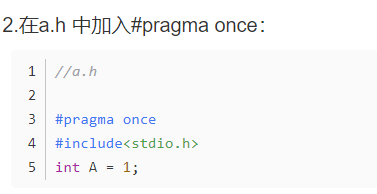 2.在a.h 中加入#pragma once：
1 //a.h
2
3 #pragma once
4 #include<stdio.h>
5 int A = 1;